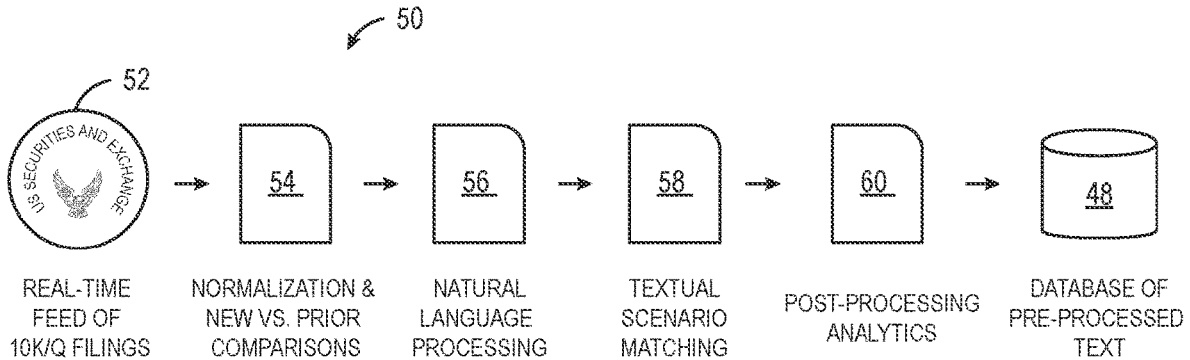 50
52
US SECURITIES AND EXCHANGE
54
56
58
60
48
REAL-TIME
FEED OF
10K/Q FILINGS
NORMALIZATION &
NEW VS. PRIOR
COMPARISONS
NATURAL
LANGUAGE
PROCESSING
TEXTUAL
SCENARIO
MATCHING
POST-PROCESSING
ANALYTICS
DATABASE OF
PRE-PROCESSED
TEXT